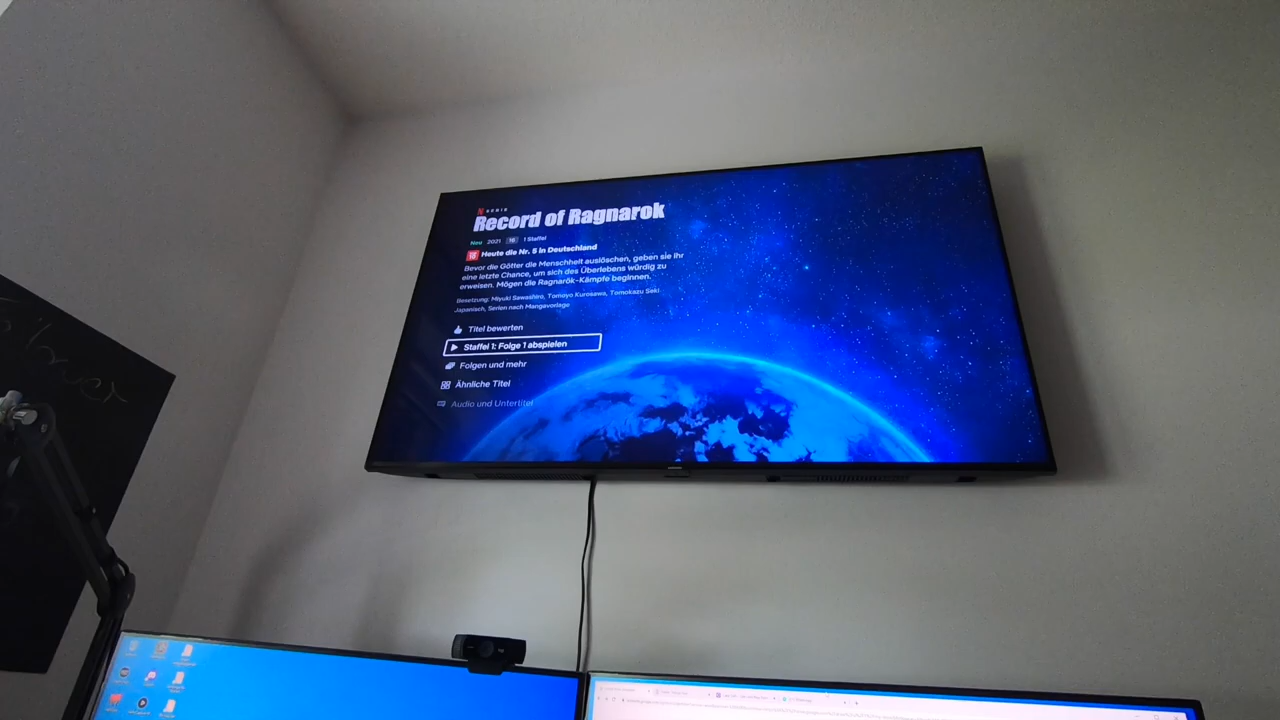 N SERIE
Record of Ragnarok
Neu 2021 16 1 Staffel
Heute die Nr. 5 in Deutschland
Bevor die Götter die Menschheit auslöschen, geben sie ihr
eine letzte Chance, um sich des Überlebens würdig zu
erweisen. Mögen die Ragnarök-Kämpfe beginnen.
Besetzung: Miyuki Sawashiro, Tomoyo Kurosawa, Tomokazu Seki
Japanisch, Serien nach Mangavorlage
Titel bewerten
Staffel 1: Folge 1 abspielen
Folgen und mehr
Ähnliche Titel
Audio und Untertitel